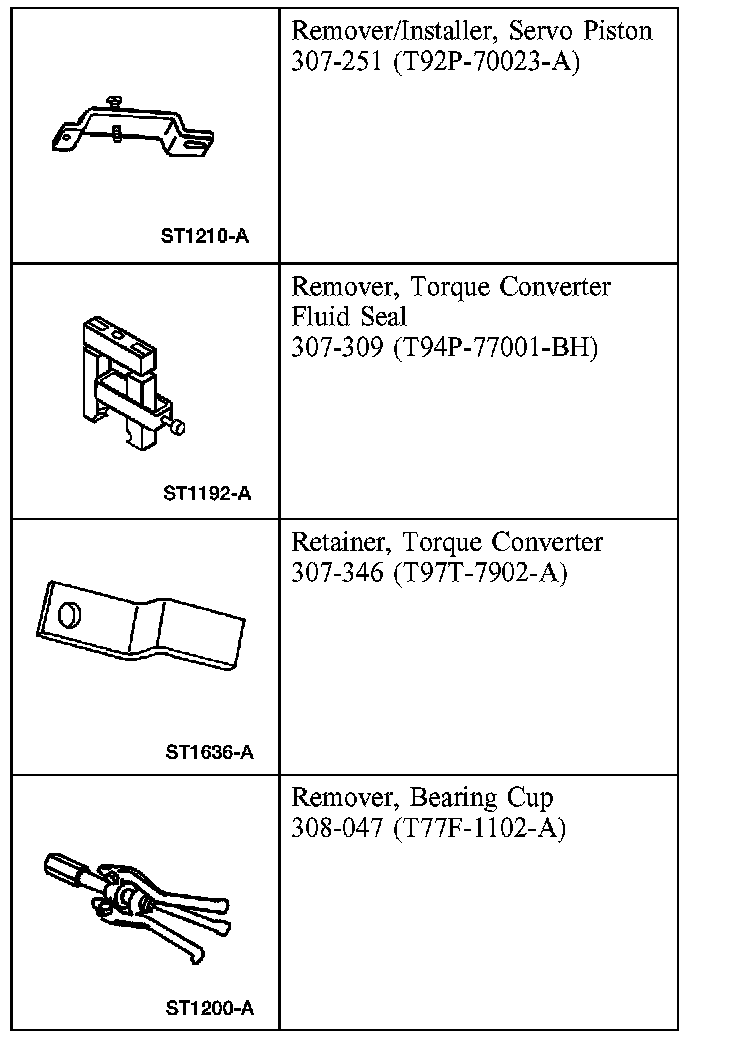 Remover/Installer, Servo Piston
307-251 (T92P-70023-A)
ST1210-A
Remover, Torque Converter
Fluid Seal
307-309 (T94P-77001-BH)
ST1192-A
Retainer, Torque Converter
307-346 (T97T-7902-A)
ST1636-A
Remover, Bearing Cup
308-047 (T77F-1102-A)
ST1200-A